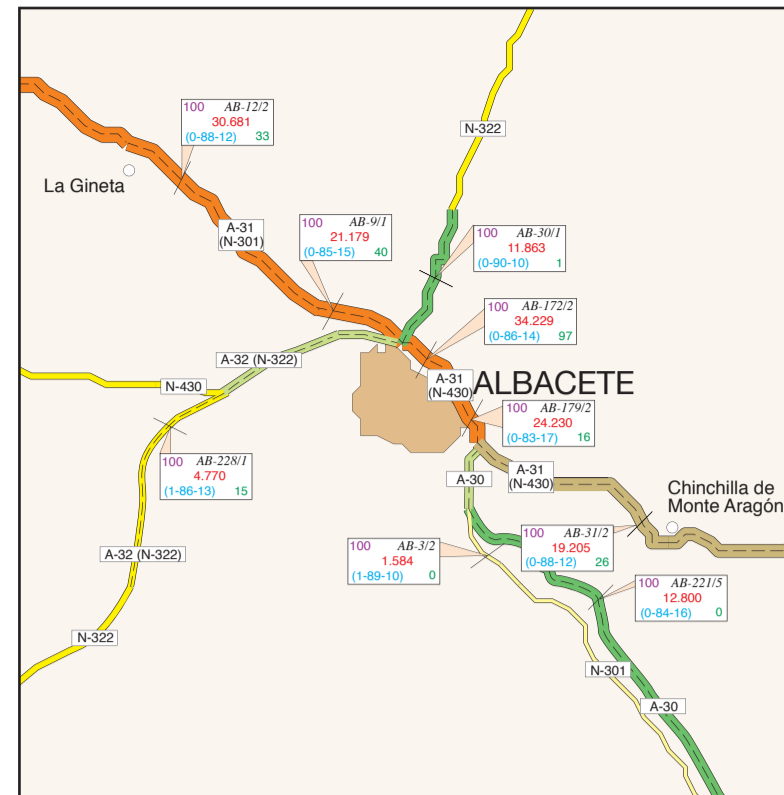 100 AB-12/2
30.681
(0-88-12) 33
N-322
La Gineta
A-31
(N-301)
100 AB-9/1
21.179
(0-85-15) 40
100 AB-30/1
11.863
(0-90-10) 1
100 AB-172/2
34.229
(0-86-14) 97
A-32 (N-322)
N-430
A-31
(N-430)
ALBACETE
100 AB-179/2
24.230
(0-83-17) 16
100 AB-228/1
4.770
(1-86-13) 15
A-30
A-31
(N-430)
Chinchilla de
Monte Aragón
100 AB-31/2
19.205
(0-88-12) 26
100 AB-3/2
1.584
(1-89-10) 0
A-32 (N-322)
100 AB-221/5
12.800
(0-84-16) 0
N-322
N-301
A-30